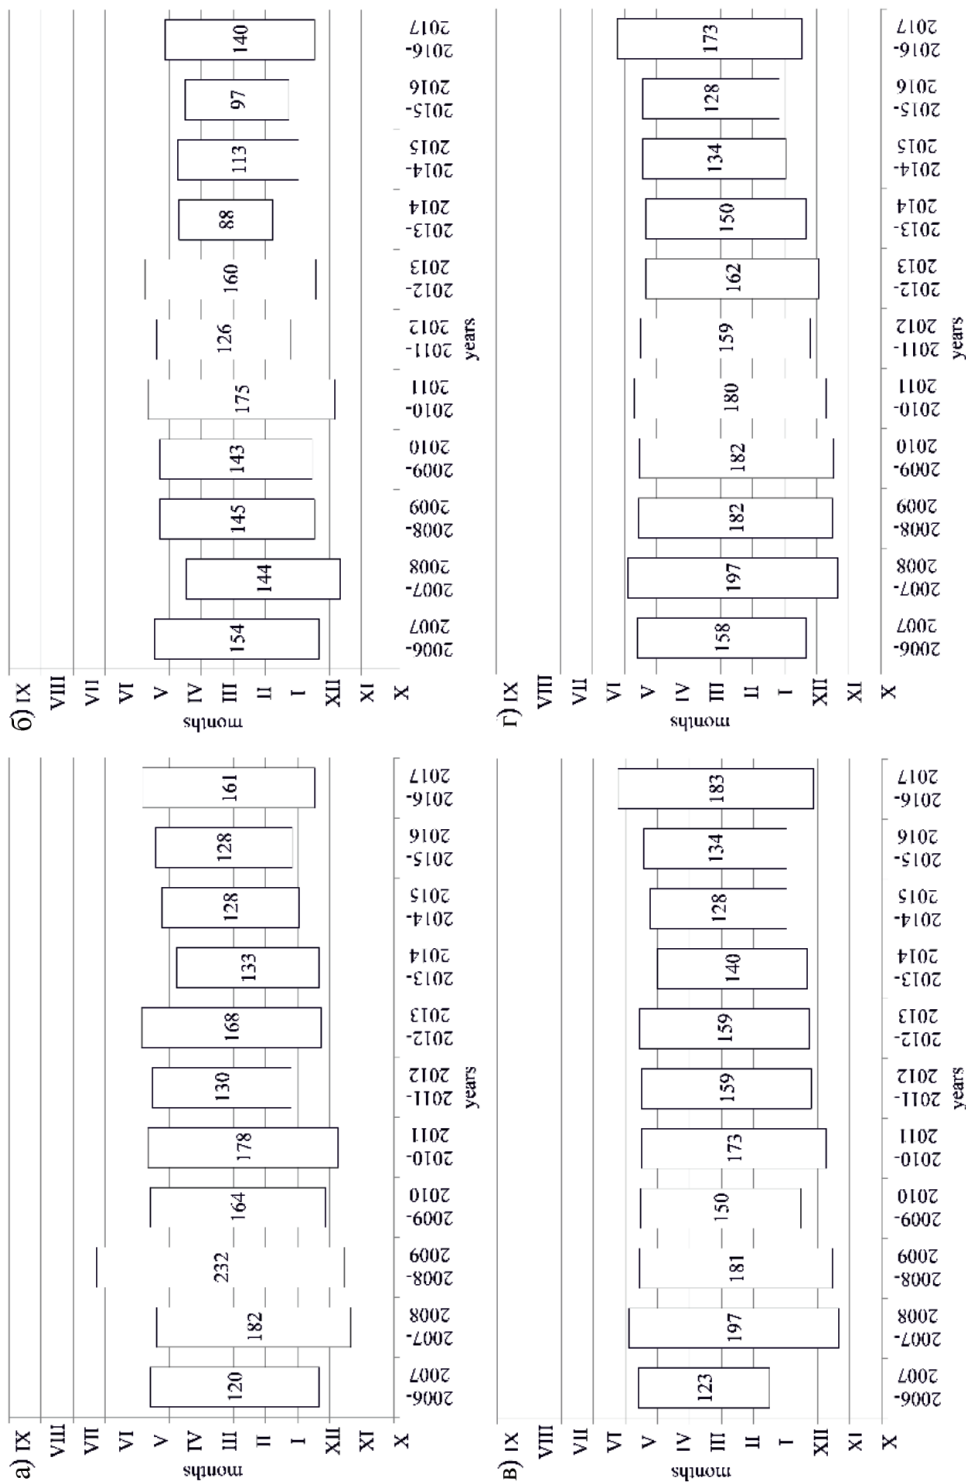 а)
IX
VIII
VII
VI
V
IV
III
II
I
XII
XI
X
months
120
182
232
164
178
130
168
133
128
128
161
2006-
2007
2007-
2008
2008-
2009
2009-
2010
2010-
2011
2011-
2012
2012-
2013
2013-
2014
2014-
2015
2015-
2016
2016-
2017
years
б)
IX
VIII
VII
VI
V
IV
III
II
I
XII
XI
X
months
154
144
145
143
175
126
160
88
113
97
140
2006-
2007
2007-
2008
2008-
2009
2009-
2010
2010-
2011
2011-
2012
2012-
2013
2013-
2014
2014-
2015
2015-
2016
2016-
2017
years
в)
IX
VIII
VII
VI
V
IV
III
II
I
XII
XI
X
months
123
197
181
150
173
159
159
140
128
134
183
2006-
2007
2007-
2008
2008-
2009
2009-
2010
2010-
2011
2011-
2012
2012-
2013
2013-
2014
2014-
2015
2015-
2016
2016-
2017
years
г)
IX
VIII
VII
VI
V
IV
III
II
I
XII
XI
X
months
158
197
182
182
180
159
162
150
134
128
173
2006-
2007
2007-
2008
2008-
2009
2009-
2010
2010-
2011
2011-
2012
2012-
2013
2013-
2014
2014-
2015
2015-
2016
2016-
2017
years